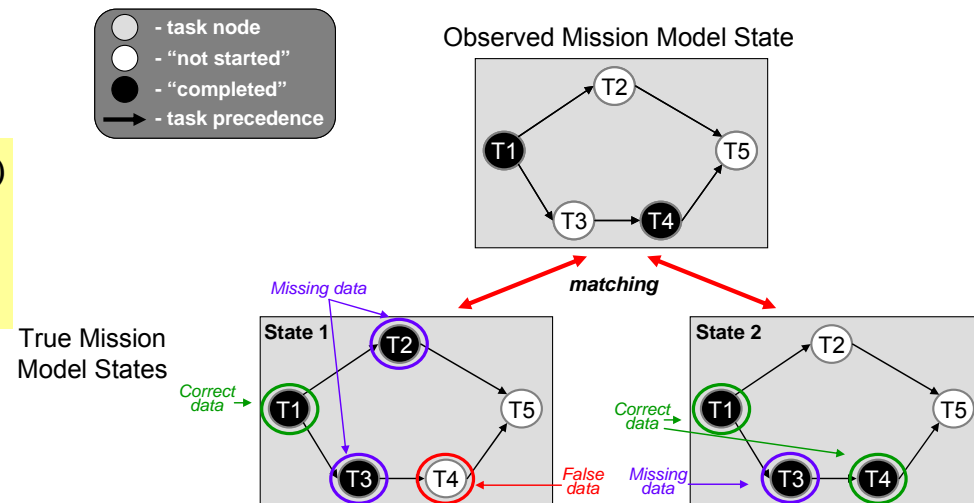 - task node
- “not started”
- “completed”
- task precedence
)
Observed Mission Model State
T2
T1
T5
T3
T4
matching
Missing data
True Mission
Model States
State 1
T2
Correct
data
T1
T5
T3
T4
False
data
State 2
T2
Correct
data
T1
T5
Missing
data
T3
T4